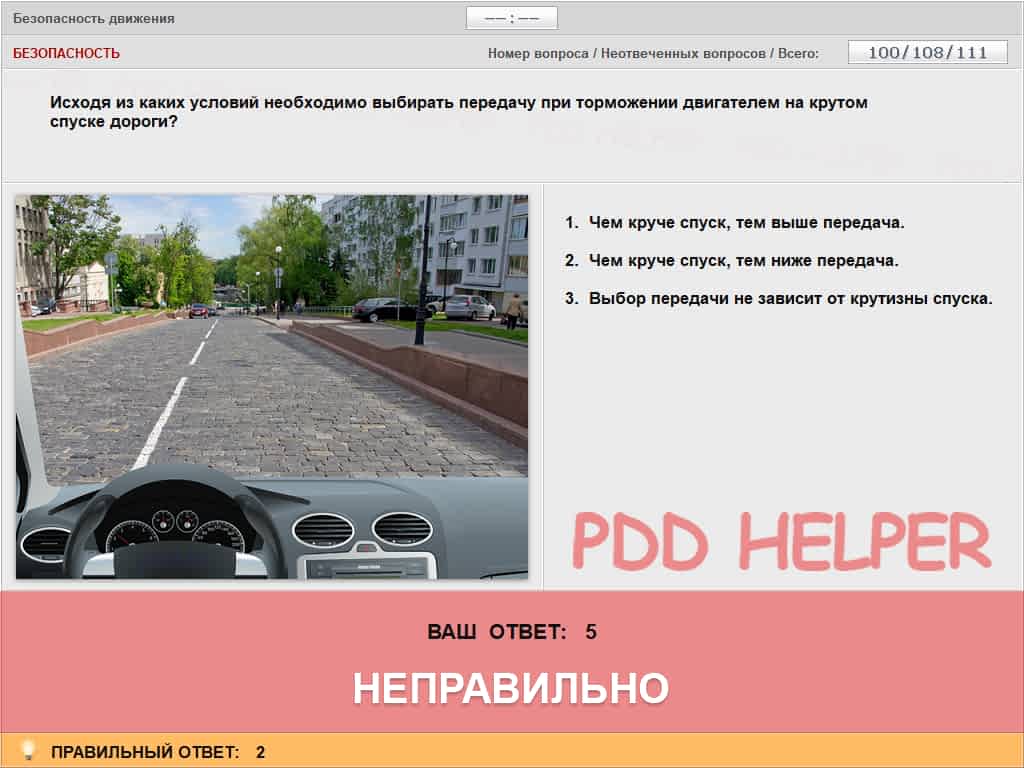 Безопасность движения
–– : ––
БЕЗОПАСНОСТЬ
Номер вопроса / Неотвеченных вопросов / Всего:
100/108/111
Исходя из каких условий необходимо выбирать передачу при торможении двигателем на крутом
спуске дороги?
1. Чем круче спуск, тем выше передача.
2. Чем круче спуск, тем ниже передача.
3. Выбор передачи не зависит от крутизны спуска.
PDD HELPER
ВАШ ОТВЕТ: 5
НЕПРАВИЛЬНО
ПРАВИЛЬНЫЙ ОТВЕТ: 2